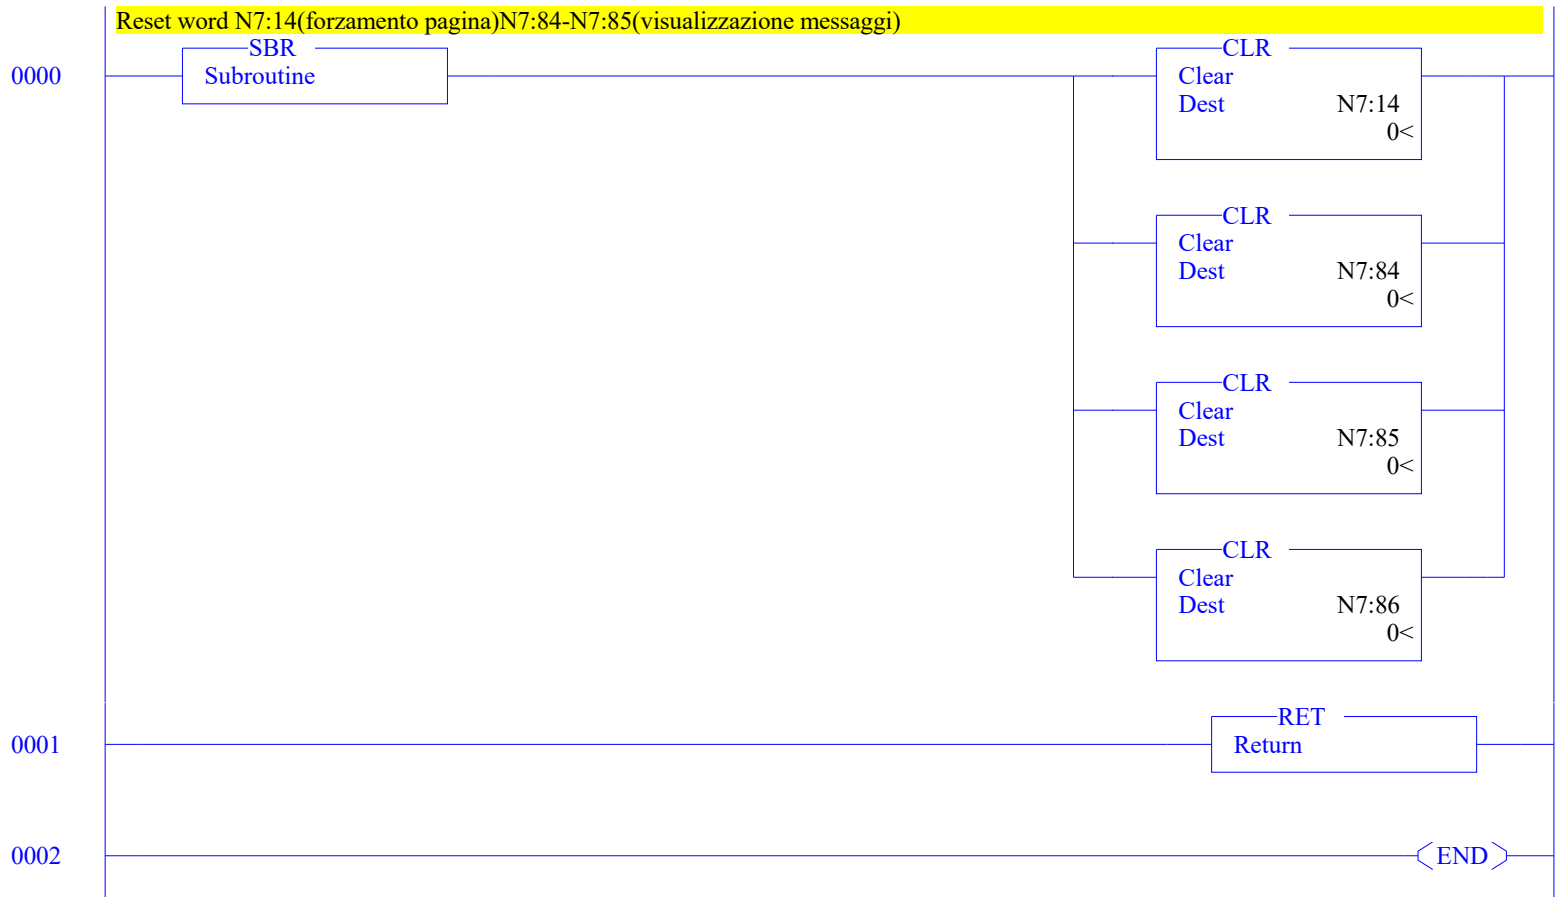 Reset word N7:14(forzamento pagina)N7:84-N7:85(visualizzazione messaggi)
SBR
0000 Subroutine
CLR
Clear
Dest N7:14
0<
CLR
Clear
Dest N7:84
0<
CLR
Clear
Dest N7:85
0<
CLR
Clear
Dest N7:86
0<
RET
0001 Return
0002 END